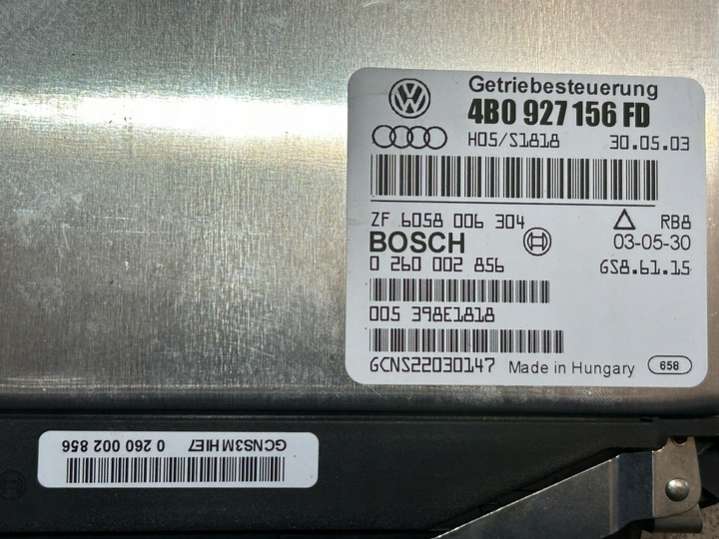 Getriebesteuerung
4B0 927 156 FD
H05/S1818 30.05.03
ZF 6058 006 304 RB8
BOSCH 03-05-30
0 260 002 856 GS8.61.15
005 398E1818
GCNS22030147 Made in Hungary 658
GCNS3MHIE7 0 260 002 856